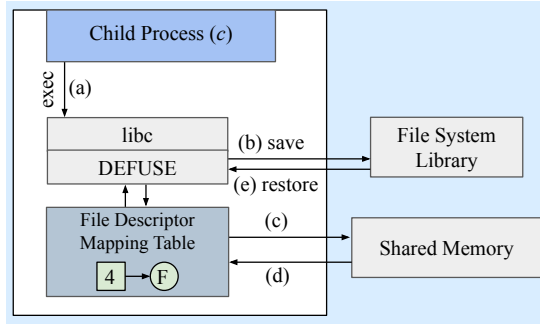 Child Process (c)
exec
(a)
libc
(b) save
File System
Library
DEFUSE
(e) restore
File Descriptor
Mapping Table
(c)
Shared Memory
4
F
(d)